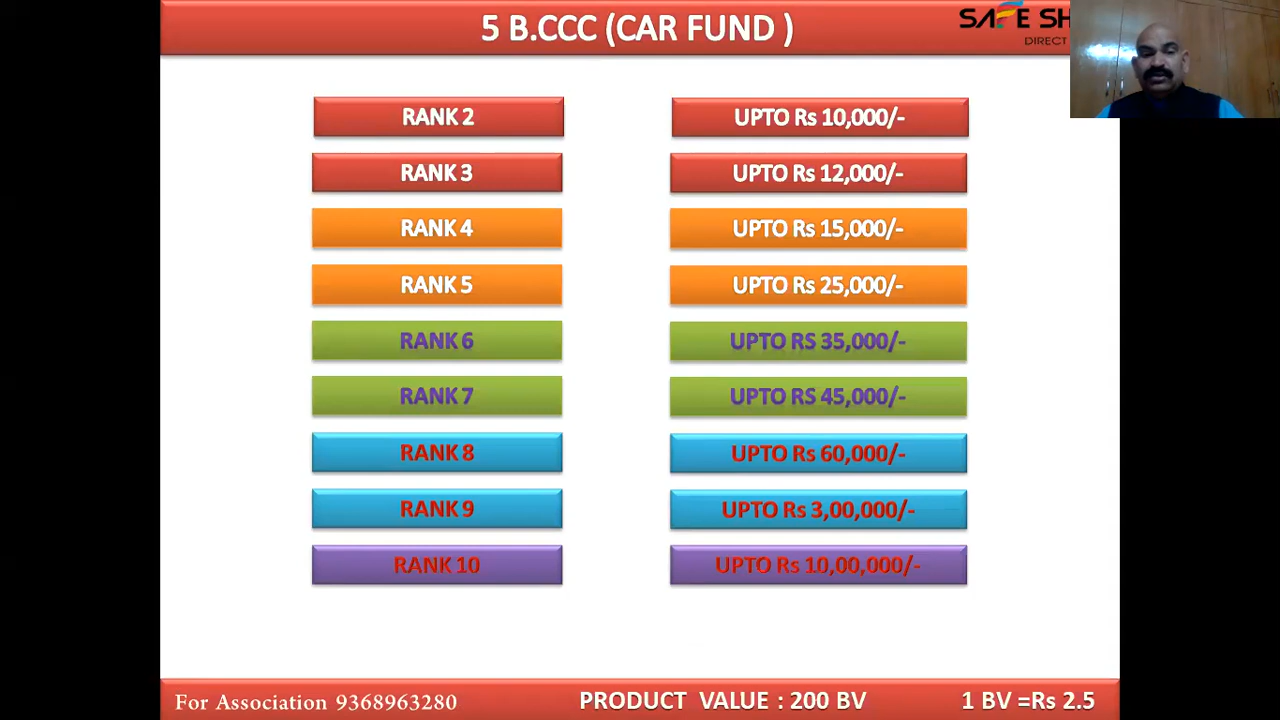 5 B.CCC (CAR FUND )
SAFE SH
DIRECT
RANK 2 UPTO Rs 10,000/-
RANK 3 UPTO Rs 12,000/-
RANK 4 UPTO Rs 15,000/-
RANK 5 UPTO Rs 25,000/-
RANK 6 UPTO RS 35,000/-
RANK 7 UPTO RS 45,000/-
RANK 8 UPTO Rs 60,000/-
RANK 9 UPTO Rs 3,00,000/-
RANK 10 UPTO Rs 10,00,000/-
For Association 9368963280 PRODUCT VALUE : 200 BV 1 BV =Rs 2.5